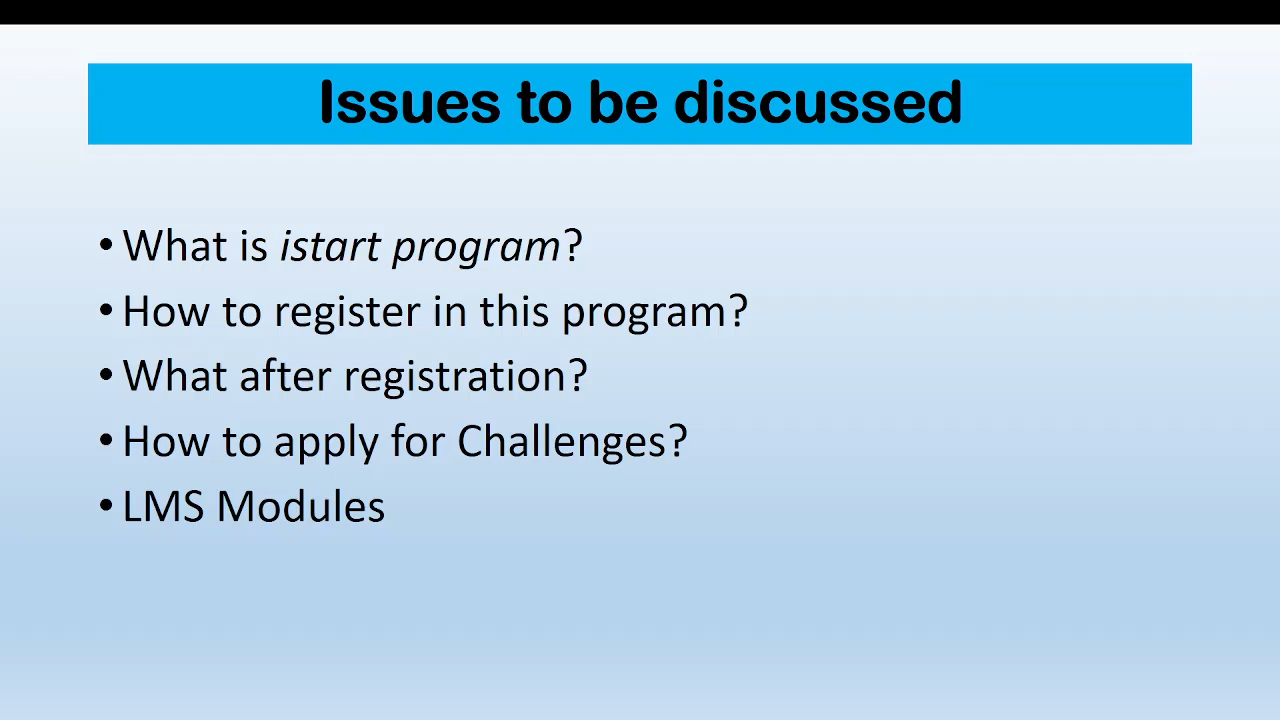 Issues to be discussed
• What is istart program?
• How to register in this program?
• What after registration?
• How to apply for Challenges?
• LMS Modules